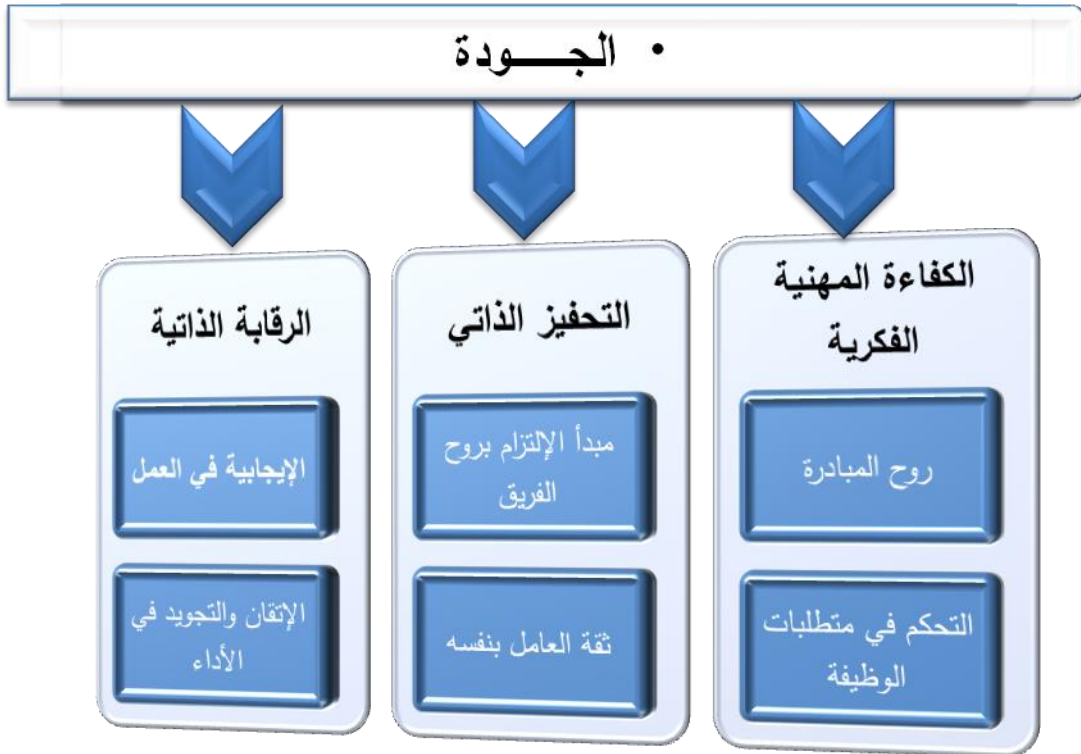 • الجـــــودة
الكفاءة المهنية
الفكرية
روح المبادرة
التحكم في متطلبات
الوظيفة
التحفيز الذاتي
مبدأ الإلتزام بروح
الفريق
ثقة العامل بنفسه
الرقابة الذاتية
الإيجابية في العمل
الإتقان والتجويد في
الأداء